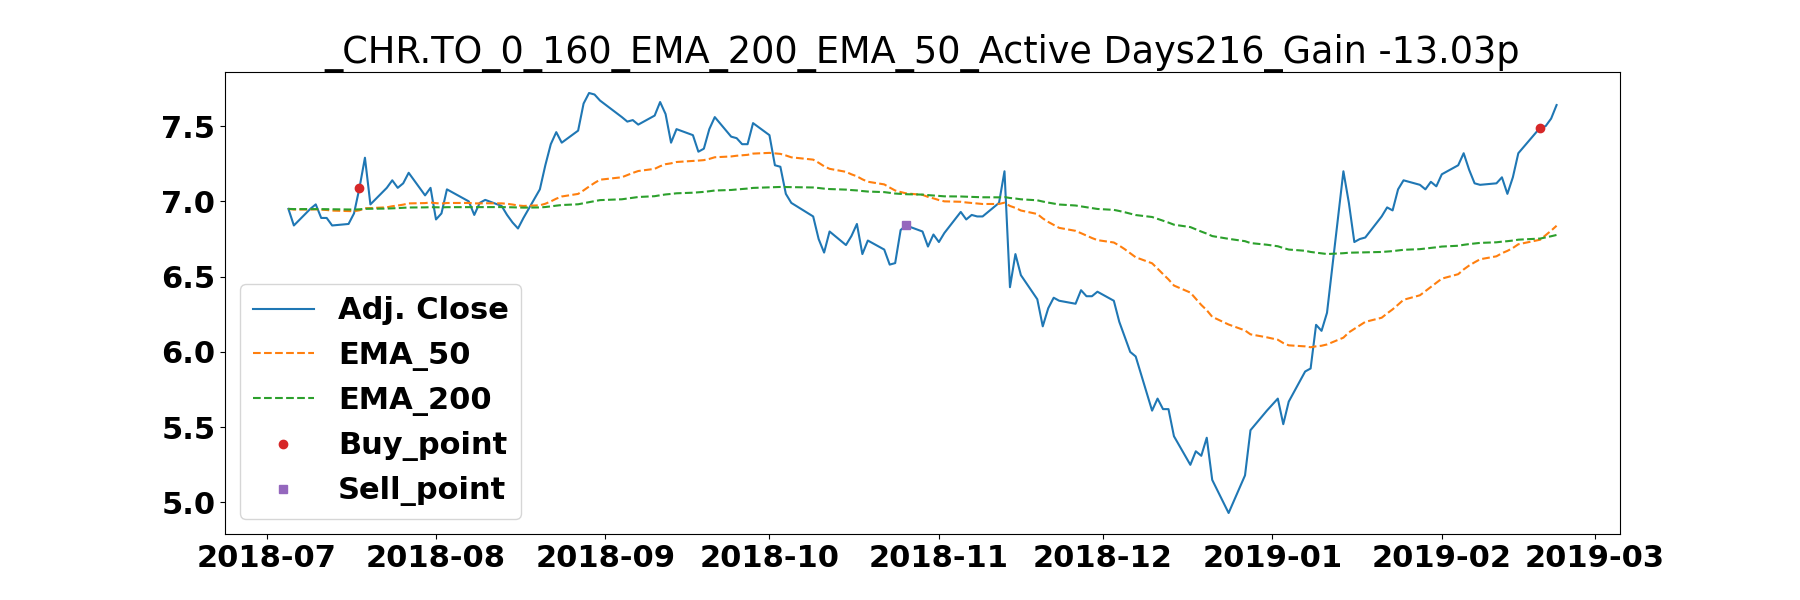 _CHR.TO_0_160_EMA_200_EMA_50_Active Days216_Gain -13.03p
7.5
7.0
6.5
6.0
5.5
5.0
Adj. Close
EMA_50
EMA_200
Buy_point
Sell_point
2018-07 2018-08 2018-09 2018-10 2018-11 2018-12 2019-01 2019-02 2019-03